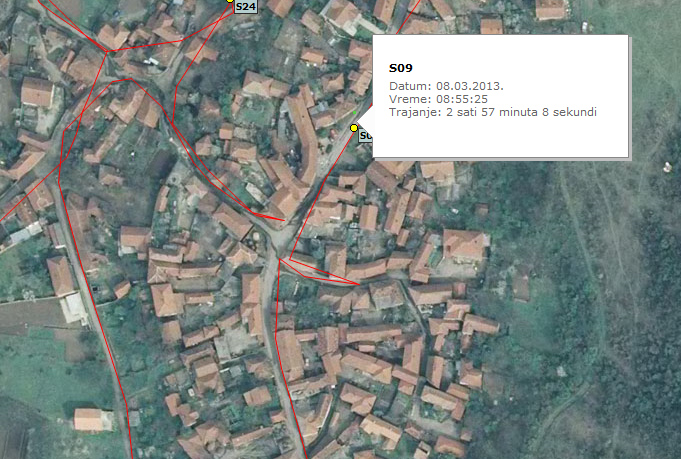 S24
S09
Datum: 08.03.2013.
Vreme: 08:55:25
Trajanje: 2 sati 57 minuta 8 sekundi